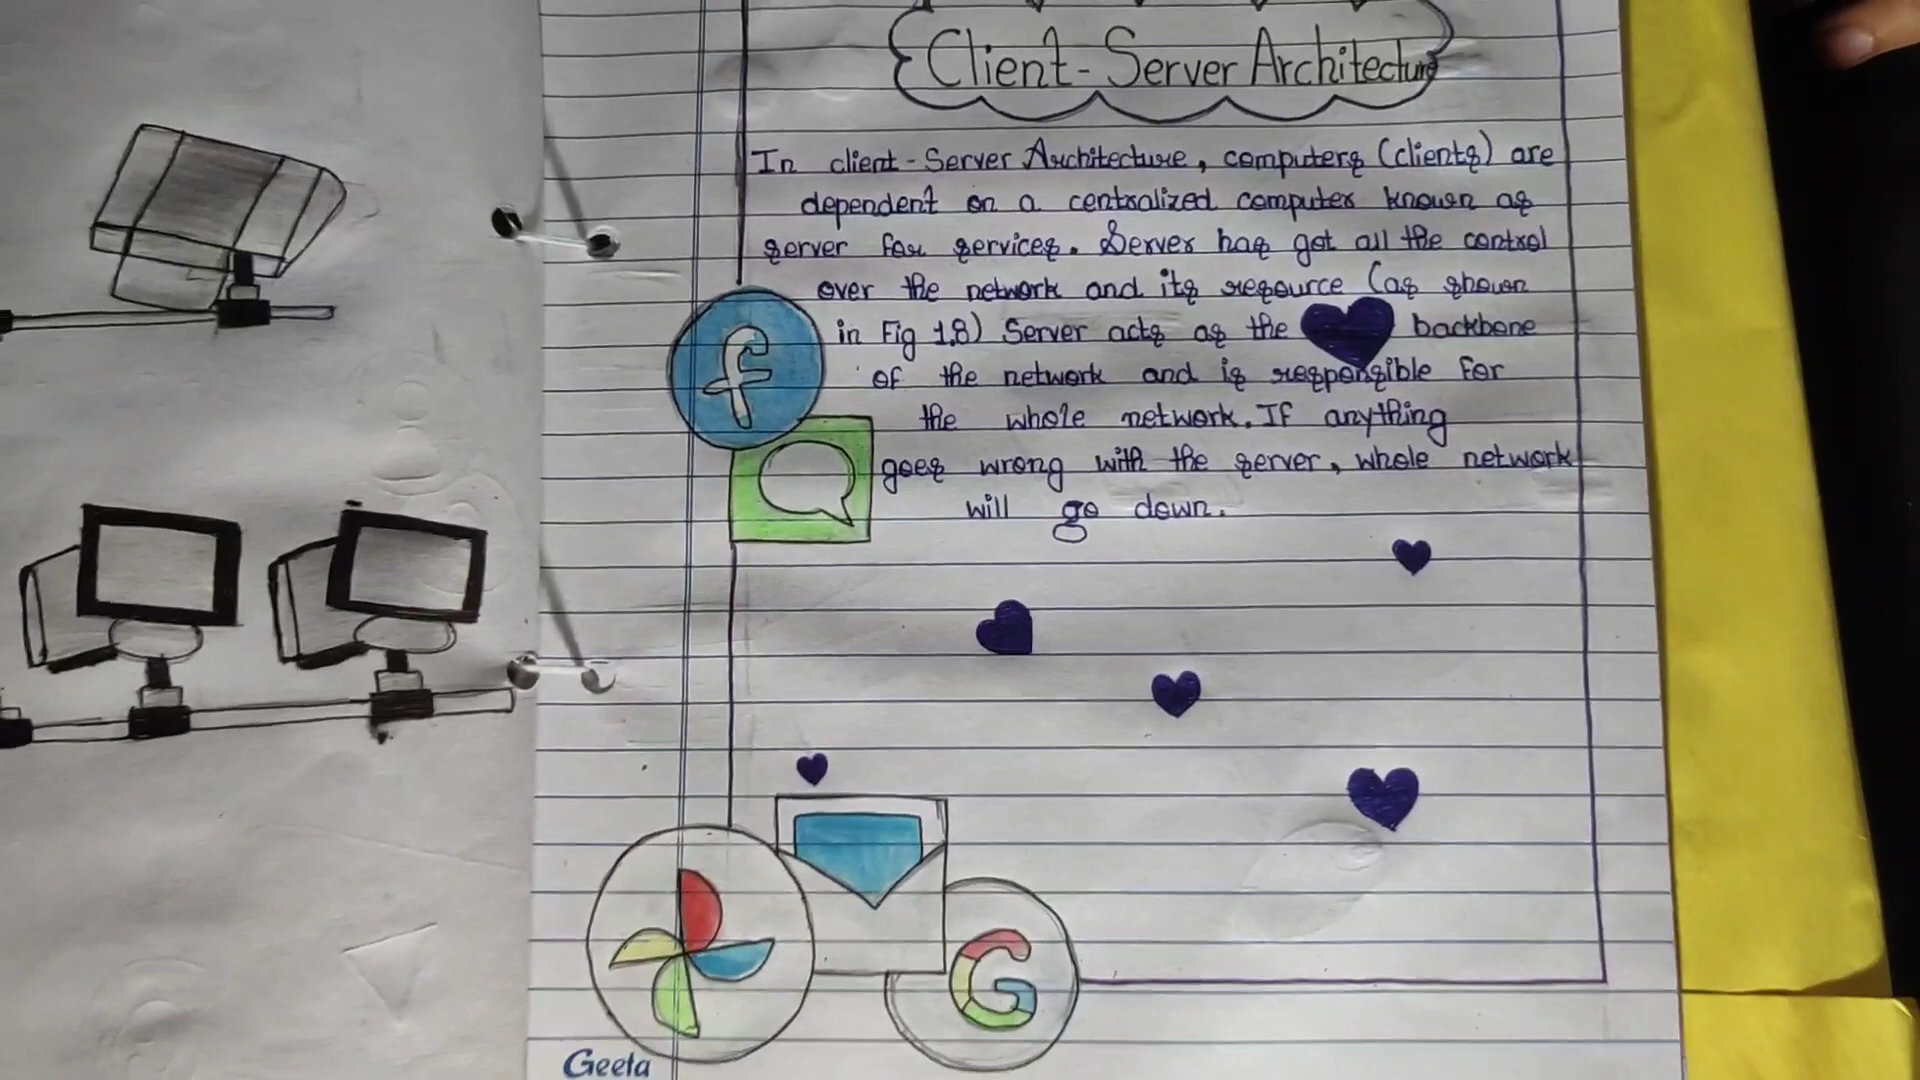 Client-Server Architecture
In client-Server Architecture, computers (clients) are
dependent on a centralized computer known as
server for services. Server has got all the control
over the network and its resource (as shown
in Fig 1.8) Server acts as the backbone
of the network and is responsible for
the whole network. If anything
goes wrong with the server, whole network
will go down.
f
G
Geeta